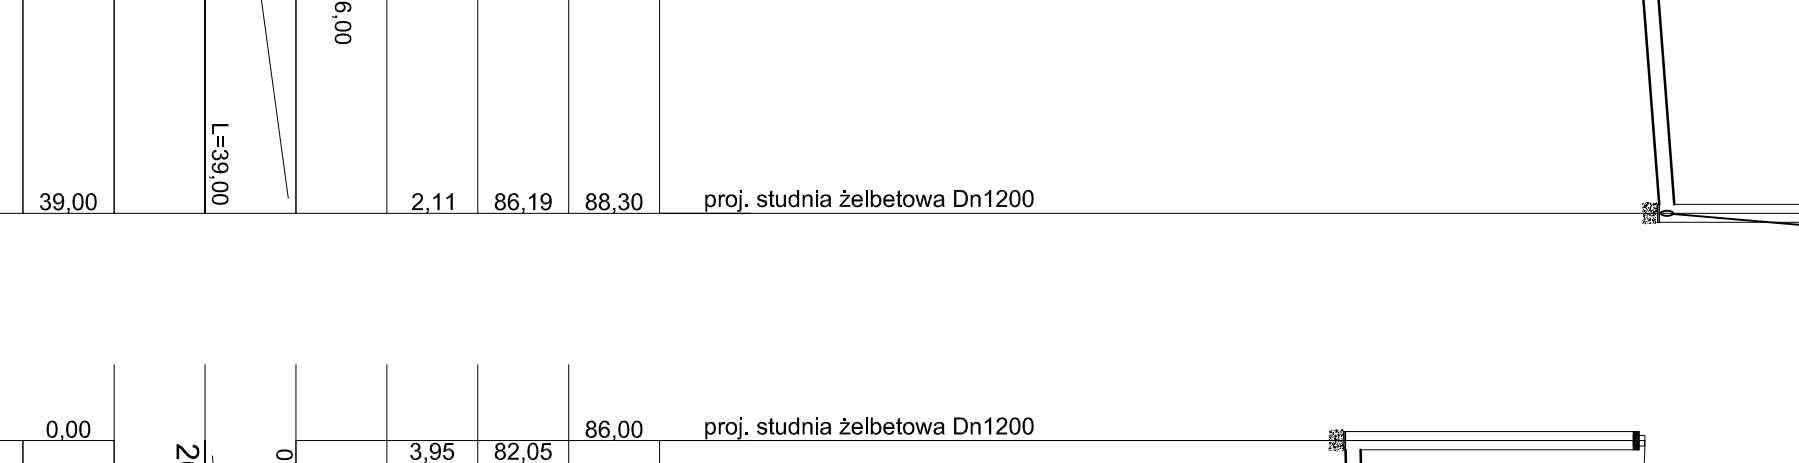 6,00
L=39,00
39,00 2,11 86,19 88,30 proj. studnia żelbetowa Dn1200
0,00 86,00 proj. studnia żelbetowa Dn1200
3,95 82,05
0